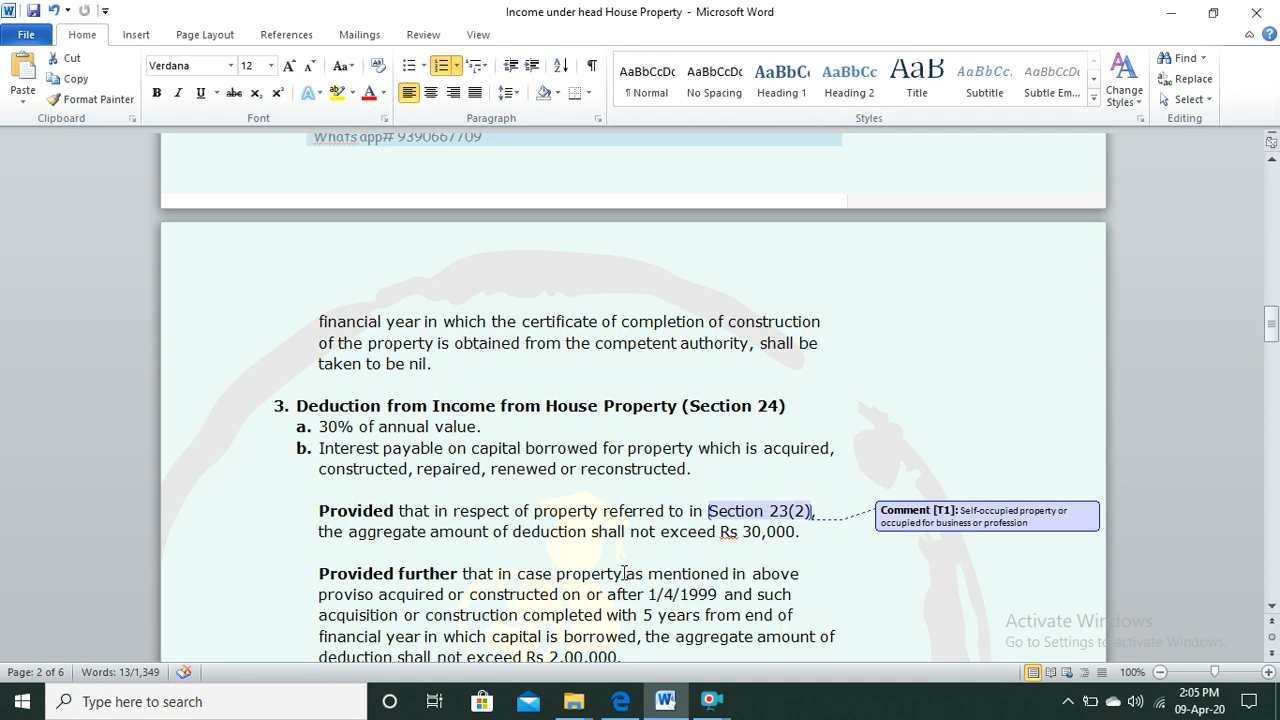 Income under head House Property - Microsoft Word
File Home Insert Page Layout References Mailings Review View
Paste
Cut
Copy
Format Painter
Clipboard
Verdana 12
Font
Paragraph
AaBbCcDc AaBbCcDc AaBbCc AaBbCc AaB AaBbCcL AaBbCcDc
¶ Normal No Spacing Heading 1 Heading 2 Title Subtitle Subtle Em...
Styles
Change
Styles
Find
Replace
Select
Editing
Whats app# 9390667709
financial year in which the certificate of completion of construction
of the property is obtained from the competent authority, shall be
taken to be nil.
3. Deduction from Income from House Property (Section 24)
a. 30% of annual value.
b. Interest payable on capital borrowed for property which is acquired,
constructed, repaired, renewed or reconstructed.
Provided that in respect of property referred to in Section 23(2),
the aggregate amount of deduction shall not exceed Rs 30,000.
Comment [T1]: Self-occupied property or
occupied for business or profession
Provided further that in case property as mentioned in above
proviso acquired or constructed on or after 1/4/1999 and such
acquisition or construction completed with 5 years from end of
financial year in which capital is borrowed, the aggregate amount of
deduction shall not exceed Rs 2,00,000.
Activate Windows
Go to Settings to activate Windows.
Page: 2 of 6 Words: 13/1,349 100%
Type here to search
2:05 PM
09-Apr-20